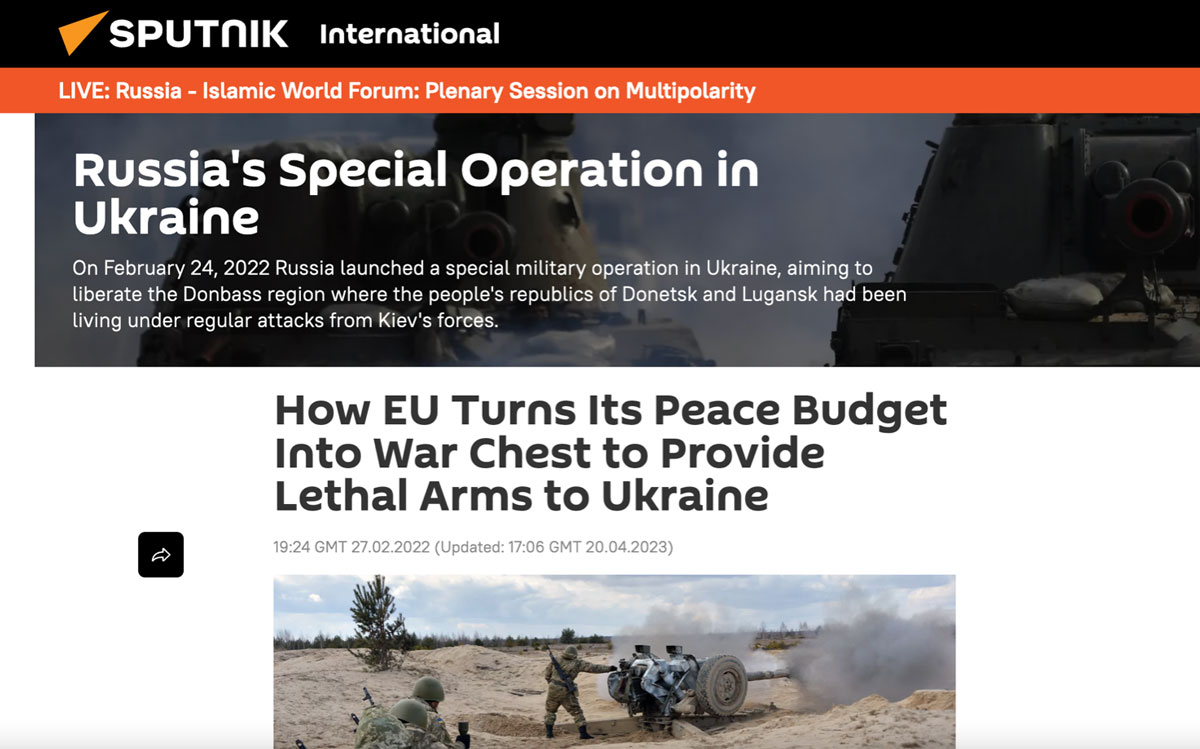 SPUTNIK International
LIVE: Russia - Islamic World Forum: Plenary Session on Multipolarity
Russia's Special Operation in
Ukraine
On February 24, 2022 Russia launched a special military operation in Ukraine, aiming to
liberate the Donbass region where the people's republics of Donetsk and Lugansk had been
living under regular attacks from Kiev's forces.
How EU Turns Its Peace Budget
Into War Chest to Provide
Lethal Arms to Ukraine
19:24 GMT 27.02.2022 (Updated: 17:06 GMT 20.04.2023)